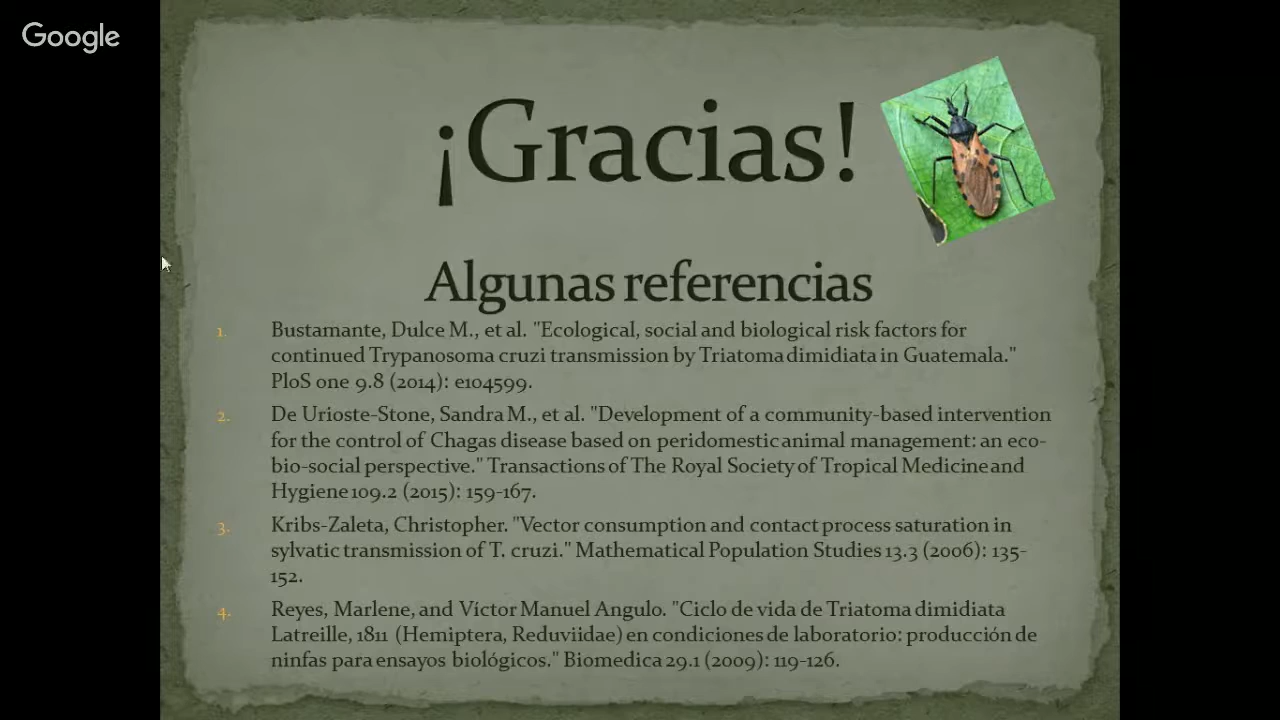 Google
¡Gracias!
Algunas referencias
1. Bustamante, Dulce M., et al. "Ecological, social and biological risk factors for
continued Trypanosoma cruzi transmission by Triatoma dimidiata in Guatemala."
PloS one 9.8 (2014): e104599.
2. De Urioste-Stone, Sandra M., et al. "Development of a community-based intervention
for the control of Chagas disease based on peridomestic animal management: an eco-
bio-social perspective." Transactions of The Royal Society of Tropical Medicine and
Hygiene 109.2 (2015): 159-167.
3. Kribs-Zaleta, Christopher. "Vector consumption and contact process saturation in
sylvatic transmission of T. cruzi." Mathematical Population Studies 13.3 (2006): 135-
152.
4. Reyes, Marlene, and Víctor Manuel Angulo. "Ciclo de vida de Triatoma dimidiata
Latreille, 1811 (Hemiptera, Reduviidae) en condiciones de laboratorio: producción de
ninfas para ensayos biológicos." Biomedica 29.1 (2009): 119-126.